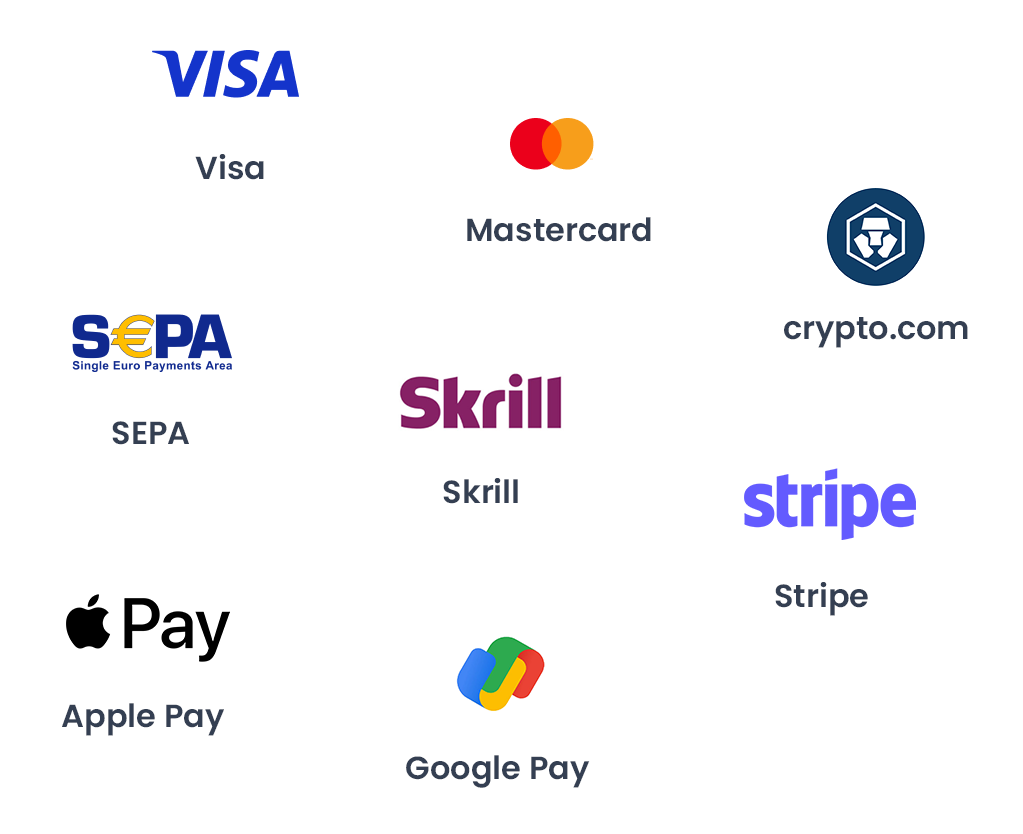 VISA
Visa
Mastercard
crypto.com
S€PA
Single Euro Payments Area
SEPA
Skrill
Skrill
stripe
Stripe
Pay
Apple Pay
Google Pay